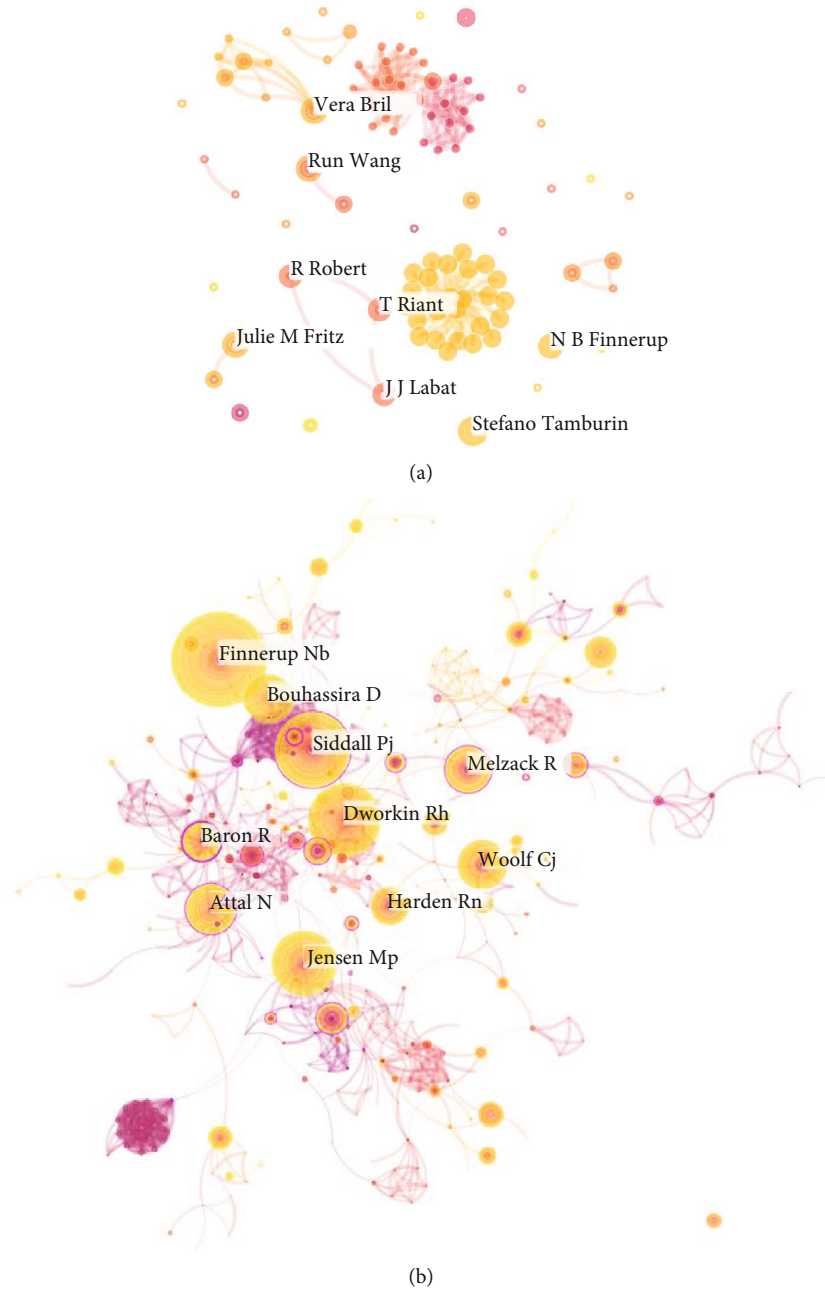 Vera Bril
Run Wang
R Robert
T Riant
Julie M Fritz
N B Finnerup
J J Labat
Stefano Tamburin
(a)
Finnerup Nb
Bouhassira D
Siddall Pj
Melzack R
Dworkin Rh
Baron R
Woolf Cj
Attal N
Harden Rn
Jensen Mp
(b)